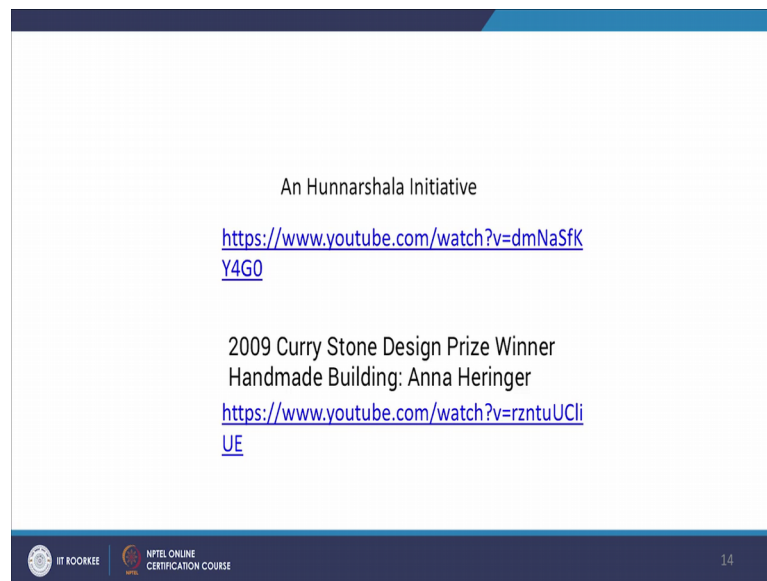 An Hunnarshala Initiative
https://www.youtube.com/watch?v=dmNaSfK
Y4G0
2009 Curry Stone Design Prize Winner
Handmade Building: Anna Heringer
https://www.youtube.com/watch?v=rzntuUCli
UE
IIT ROORKEE
NPTEL ONLINE
CERTIFICATION COURSE
14